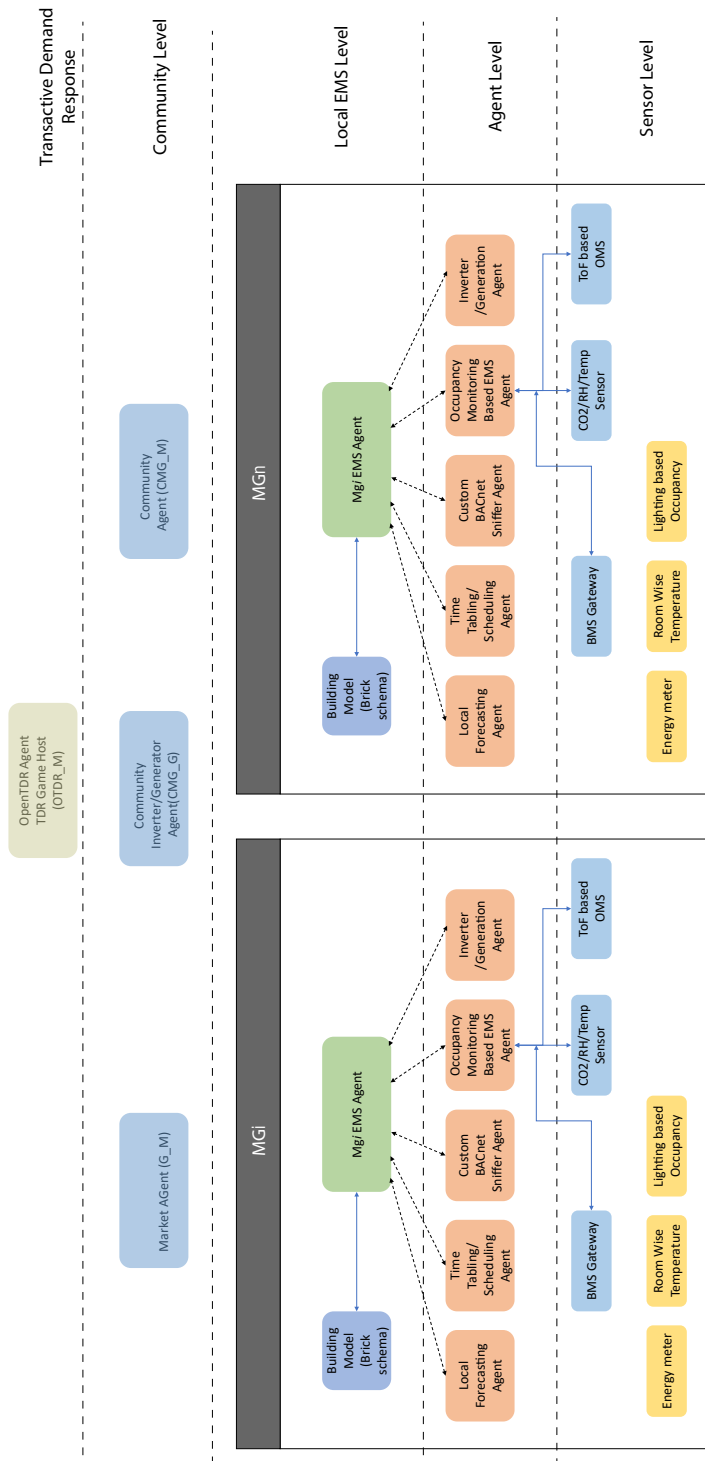 Transactive Demand
Response
Community Level
Local EMS Level
Agent Level
Sensor Level
OpenTDR Agent
TDR Game Host
(OTDR_M)
Market AGent (G_M)
Community
Inverter/Generator
Agent(CMG_G)
Community
Agent (CMG_M)
MGi
Building
Model
(Brick
schema)
Mgi EMS Agent
Local
Forecasting
Agent
Time
Tabling/
Scheduling
Agent
Custom
BACnet
Sniffer Agent
Occupancy
Monitoring
Based EMS
Agent
Inverter
/Generation
Agent
BMS Gateway
CO2/RH/Temp
Sensor
ToF based
OMS
Energy meter
Room Wise
Temperature
Lighting based
Occupancy
MGn
Building
Model
(Brick
schema)
Mgi EMS Agent
Local
Forecasting
Agent
Time
Tabling/
Scheduling
Agent
Custom
BACnet
Sniffer Agent
Occupancy
Monitoring
Based EMS
Agent
Inverter
/Generation
Agent
BMS Gateway
CO2/RH/Temp
Sensor
ToF based
OMS
Energy meter
Room Wise
Temperature
Lighting based
Occupancy